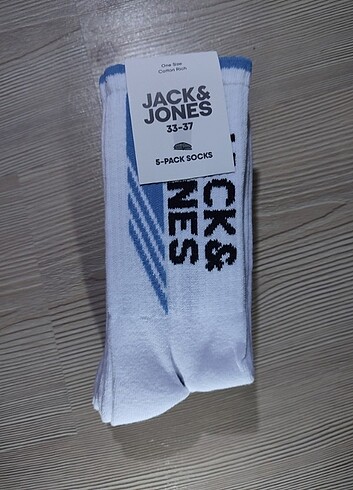 One Size
Cotton Rich
JACK&
JONES
33-37
5-PACK SOCKS
CK&
NES